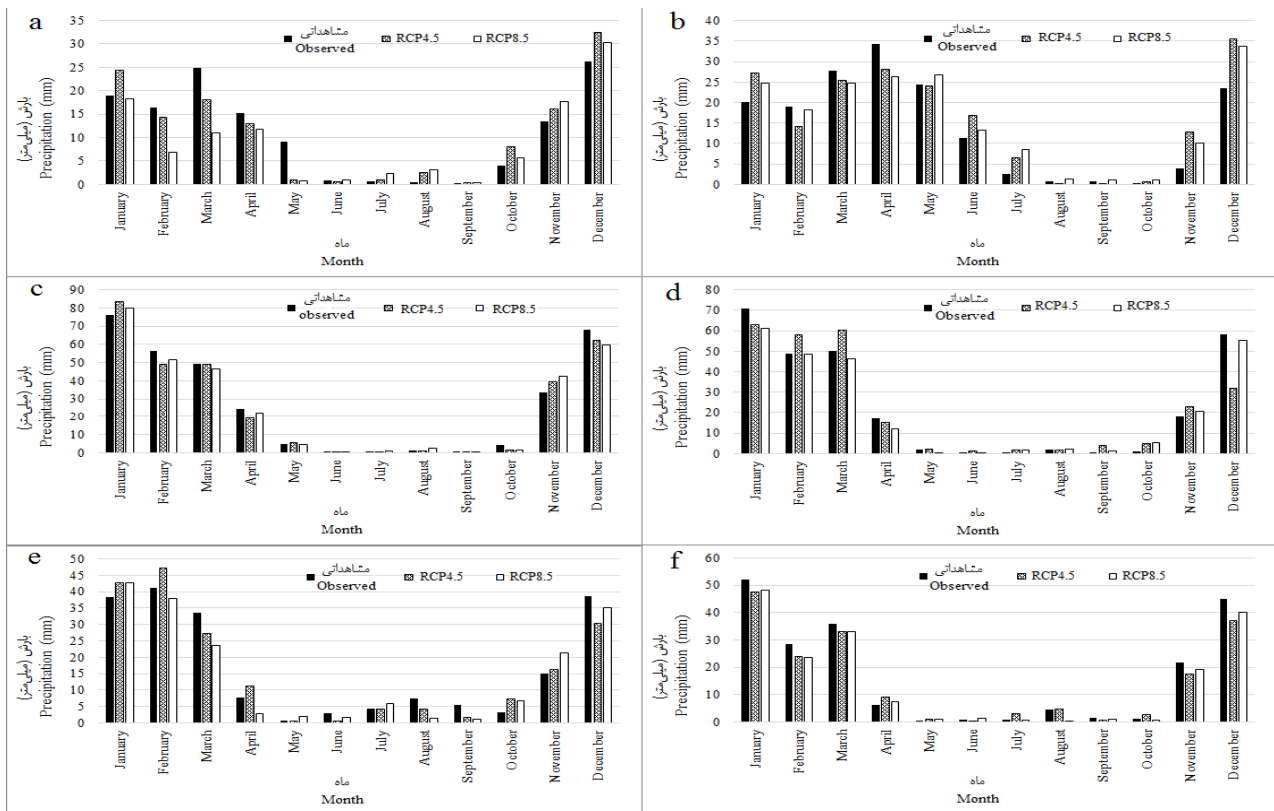 a
مشاهداتی
Observed
RCP4.5
RCP8.5
35
30
25
20
15
10
5
0
بارش (میلی‌متر)
Precipitation (mm)
January
February
March
April
May
June
July
August
September
October
November
December
ماه
Month
b
مشاهداتی
Observed
RCP4.5
RCP8.5
40
35
30
25
20
15
10
5
0
بارش (میلی‌متر)
Precipitation (mm)
January
February
March
April
May
June
July
August
September
October
November
December
ماه
Month
c
مشاهداتی
observed
RCP4.5
RCP8.5
90
80
70
60
50
40
30
20
10
0
بارش (میلی‌متر)
Precipitation (mm)
January
February
March
April
May
June
July
August
September
October
November
December
ماه
Month
d
مشاهداتی
Observed
RCP4.5
RCP8.5
80
70
60
50
40
30
20
10
0
بارش (میلی‌متر)
Precipitation (mm)
January
February
March
April
May
June
July
August
September
October
November
December
ماه
Month
e
مشاهداتی
Observed
RCP4.5
RCP8.5
50
45
40
35
30
25
20
15
10
5
0
بارش (میلی‌متر)
Precipitation (mm)
January
February
March
April
May
June
July
August
September
October
November
December
ماه
Month
f
مشاهداتی
Observed
RCP4.5
RCP8.5
60
50
40
30
20
10
0
بارش (میلی‌متر)
Precipitation (mm)
January
February
March
April
May
June
July
August
September
October
November
December
ماه
Month